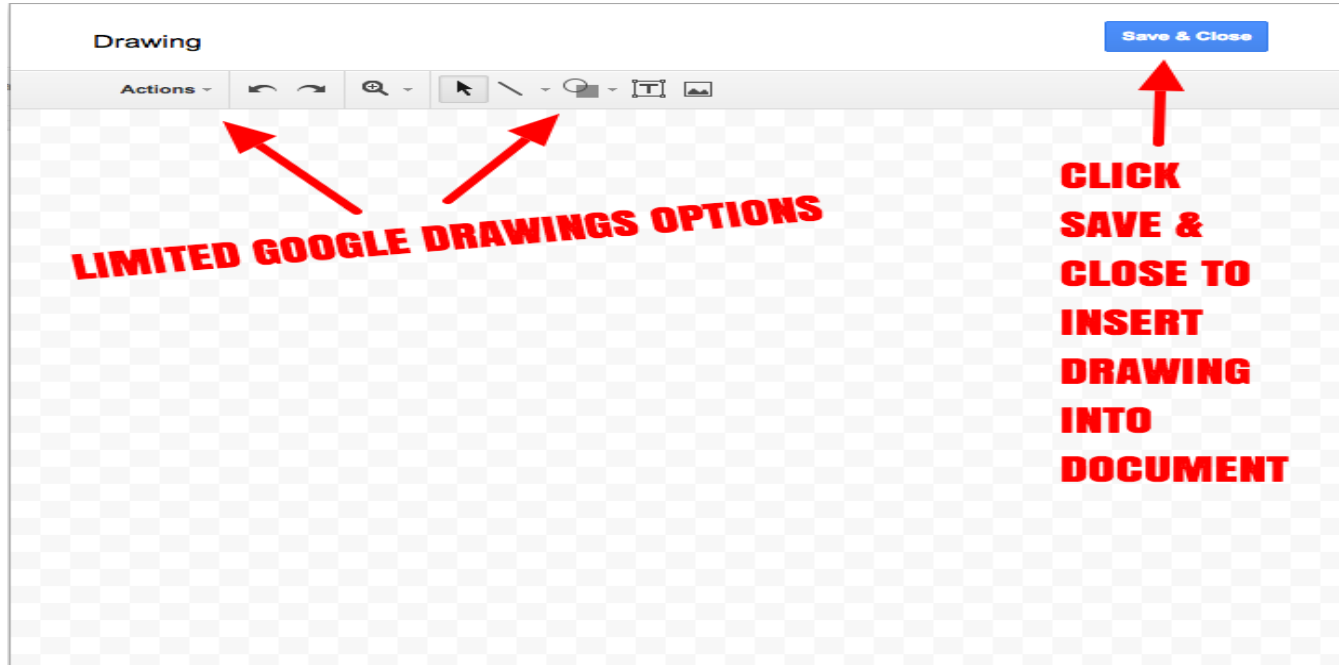 Drawing
Save & Close
Actions
LIMITED GOOGLE DRAWINGS OPTIONS
CLICK
SAVE &
CLOSE TO
INSERT
DRAWING
INTO
DOCUMENT